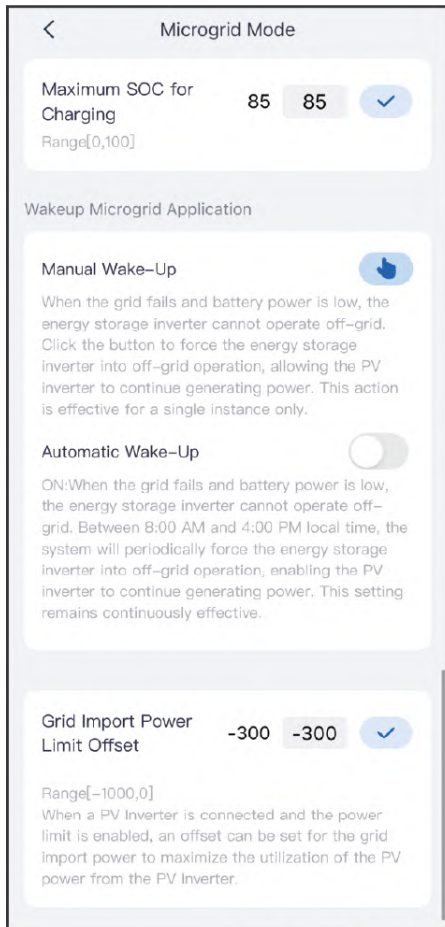 Microgrid Mode
Maximum SOC for
Charging
85 85
Range[0,100]
Wakeup Microgrid Application
Manual Wake-Up
When the grid fails and battery power is low, the
energy storage inverter cannot operate off-grid.
Click the button to force the energy storage
inverter into off-grid operation, allowing the PV
inverter to continue generating power. This action
is effective for a single instance only.
Automatic Wake-Up
ON:When the grid fails and battery power is low,
the energy storage inverter cannot operate off-
grid. Between 8:00 AM and 4:00 PM local time, the
system will periodically force the energy storage
inverter into off-grid operation, enabling the PV
inverter to continue generating power. This setting
remains continuously effective.
Grid Import Power
Limit Offset
-300 -300
Range[-1000,0]
When a PV Inverter is connected and the power
limit is enabled, an offset can be set for the grid
import power to maximize the utilization of the PV
power from the PV Inverter.